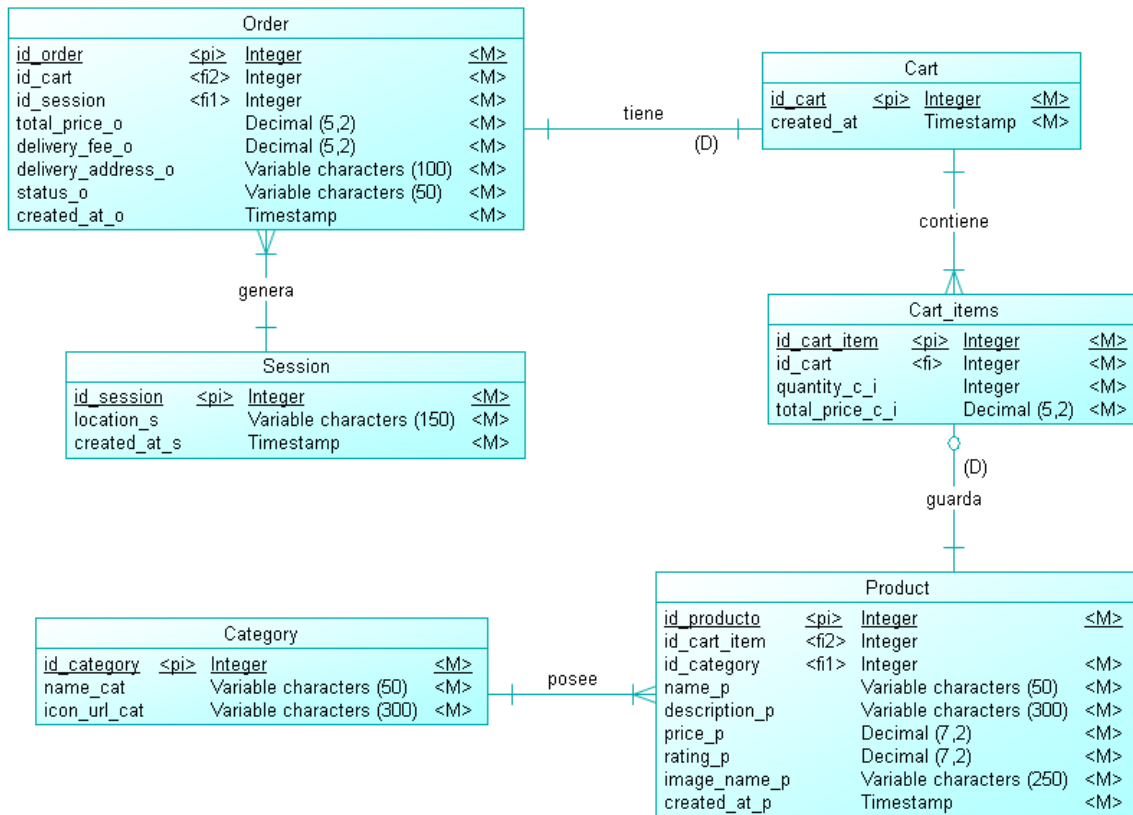 Order
id_order <pi> Integer <M>
id_cart <fi2> Integer <M>
id_session <fi1> Integer <M>
total_price_o Decimal (5,2) <M>
delivery_fee_o Decimal (5,2) <M>
delivery_address_o Variable characters (100) <M>
status_o Variable characters (50) <M>
created_at_o Timestamp <M>
tiene
(D)
Cart
id_cart <pi> Integer <M>
created_at Timestamp <M>
contiene
genera
Cart_items
id_cart_item <pi> Integer <M>
id_cart <fi> Integer <M>
quantity_c_i Integer <M>
total_price_c_i Decimal (5,2) <M>
Session
id_session <pi> Integer <M>
location_s Variable characters (150) <M>
created_at_s Timestamp <M>
(D)
guarda
Product
id_producto <pi> Integer <M>
id_cart_item <fi2> Integer
id_category <fi1> Integer <M>
name_p Variable characters (50) <M>
description_p Variable characters (300) <M>
price_p Decimal (7,2) <M>
rating_p Decimal (7,2) <M>
image_name_p Variable characters (250) <M>
created_at_p Timestamp <M>
posee
Category
id_category <pi> Integer <M>
name_cat Variable characters (50) <M>
icon_url_cat Variable characters (300) <M>